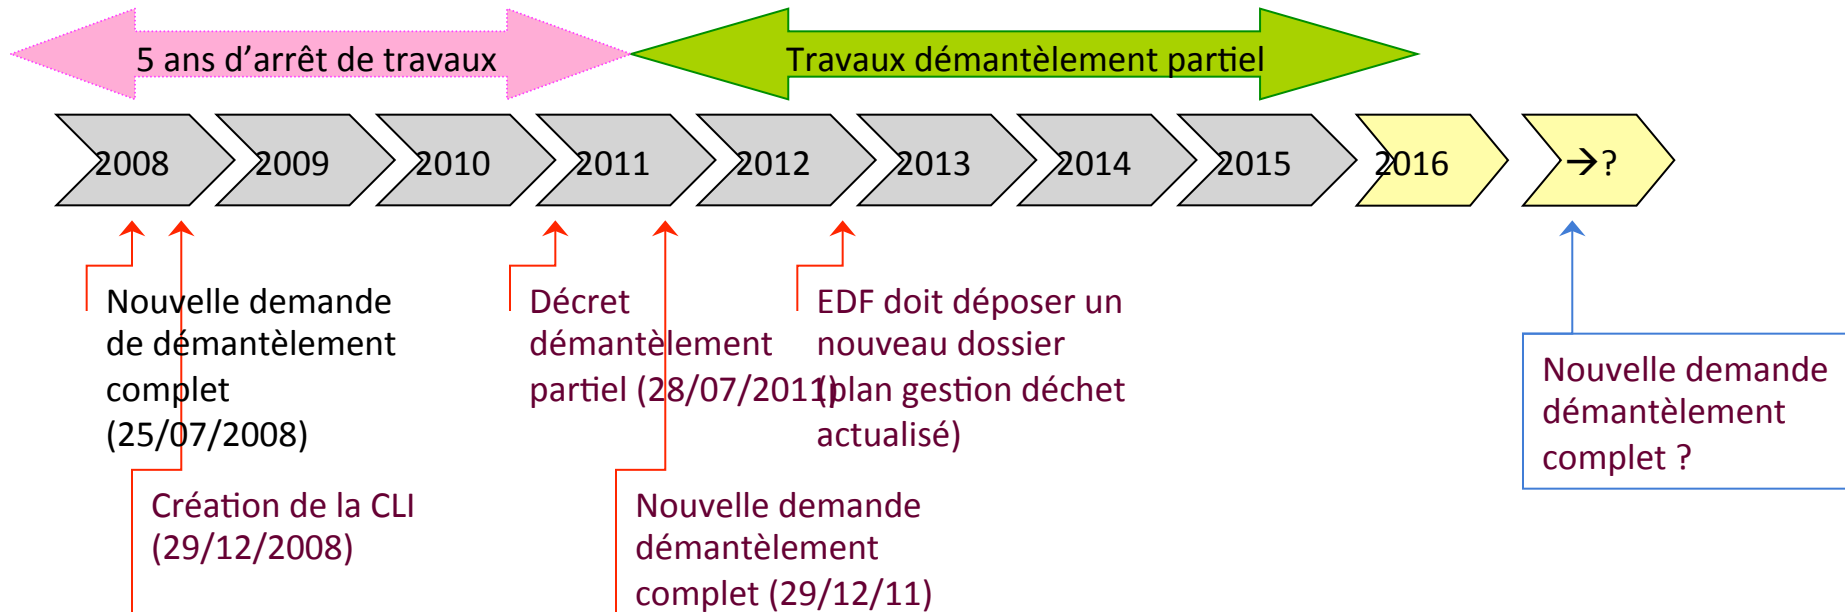 5 ans d’arrêt de travaux
Travaux démantèlement partiel
2008
2009
2010
2011
2012
2013
2014
2015
2016
→?
Nouvelle demande
de démantèlement
complet
(25/07/2008)
Création de la CLI
(29/12/2008)
Décret
démantèlement
partiel (28/07/2011)
Nouvelle demande
démantèlement
complet (29/12/11)
EDF doit déposer un
nouveau dossier
(plan gestion déchet
actualisé)
Nouvelle demande
démantèlement
complet ?